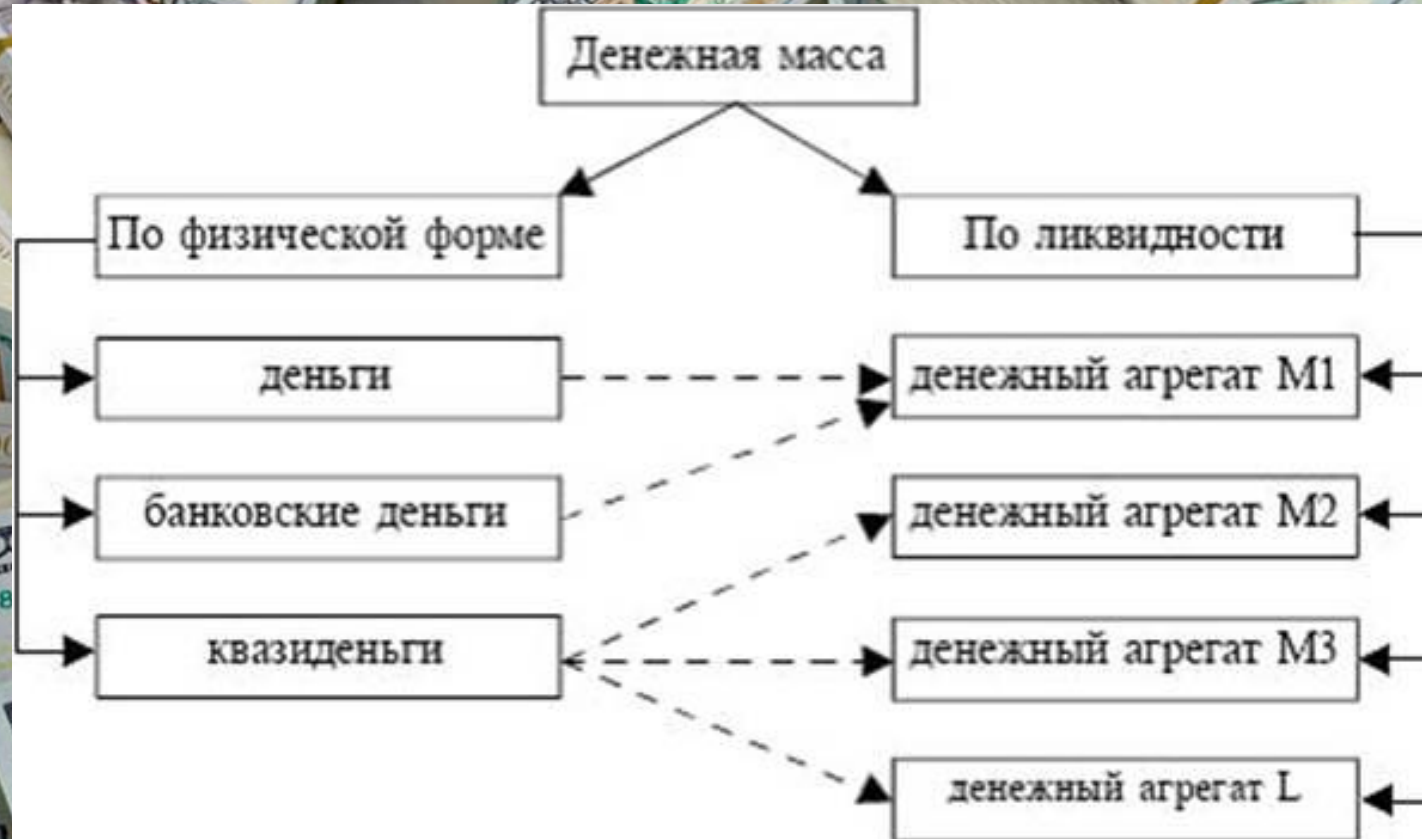 Денежная масса
По физической форме
По ликвидности
деньги
денежный агрегат М1
банковские деньги
денежный агрегат М2
квазиденьги
денежный агрегат М3
денежный агрегат L